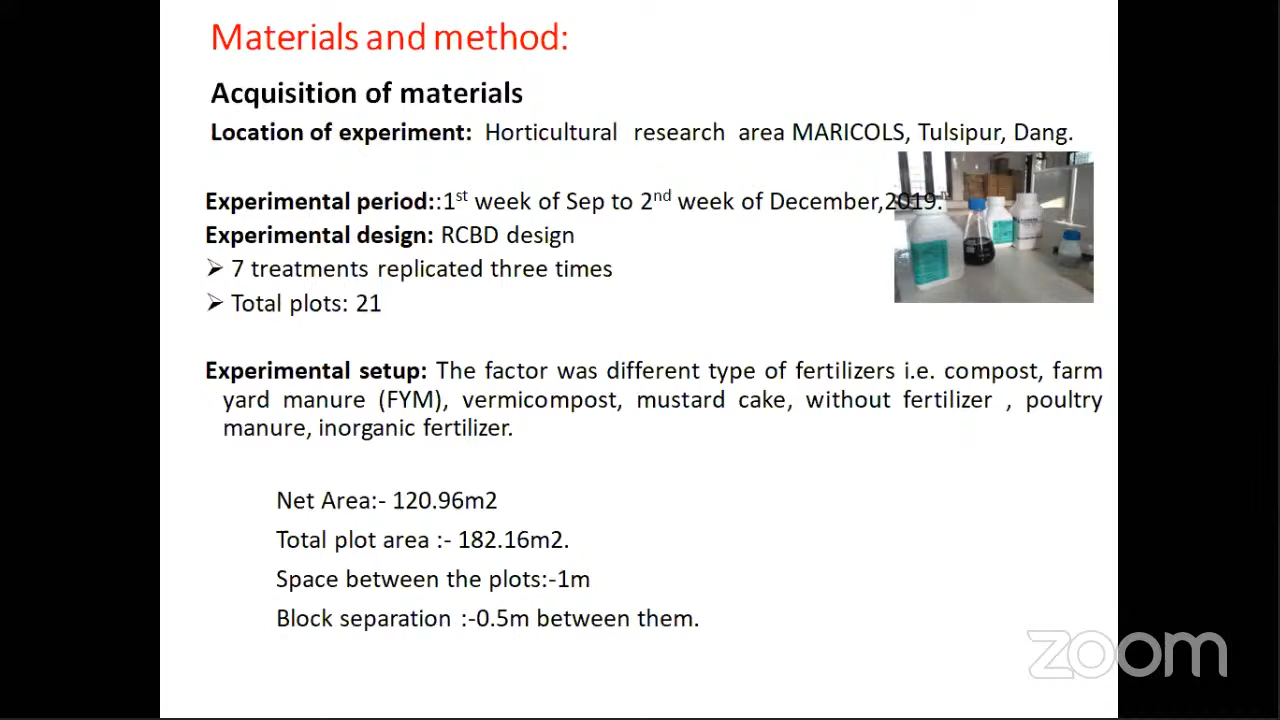 Materials and method:
Acquisition of materials
Location of experiment: Horticultural research area MARICOLS, Tulsipur, Dang.
Experimental period::1st week of Sep to 2nd week of December,2019.
Experimental design: RCBD design
➢ 7 treatments replicated three times
➢ Total plots: 21
Experimental setup: The factor was different type of fertilizers i.e. compost, farm
yard manure (FYM), vermicompost, mustard cake, without fertilizer , poultry
manure, inorganic fertilizer.
Net Area:- 120.96m2
Total plot area :- 182.16m2.
Space between the plots:-1m
Block separation :-0.5m between them.
zoom